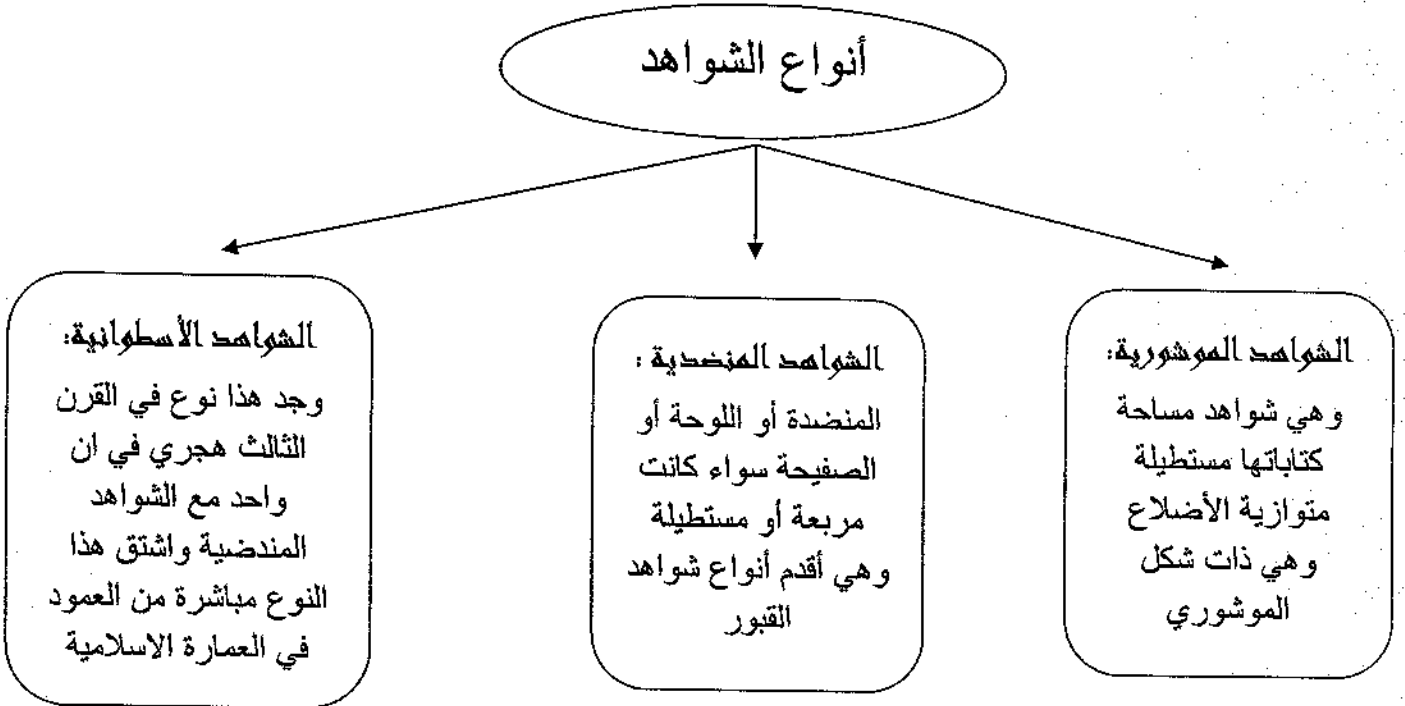 أنواع الشواهد
الشواهد الموشورية:
وهي شواهد مساحة
كتاباتها مستطيلة
متوازية الأضلاع
وهي ذات شكل
الموشوري
الشواهد المنضدية :
المنضدة أو اللوحة أو
الصفيحة سواء كانت
مربعة أو مستطيلة
وهي أقدم أنواع شواهد
القبور
الشواهد الأسطوانية:
وجد هذا نوع في القرن
الثالث هجري في ان
واحد مع الشواهد
المندضية واشتق هذا
النوع مباشرة من العمود
في العمارة الاسلامية